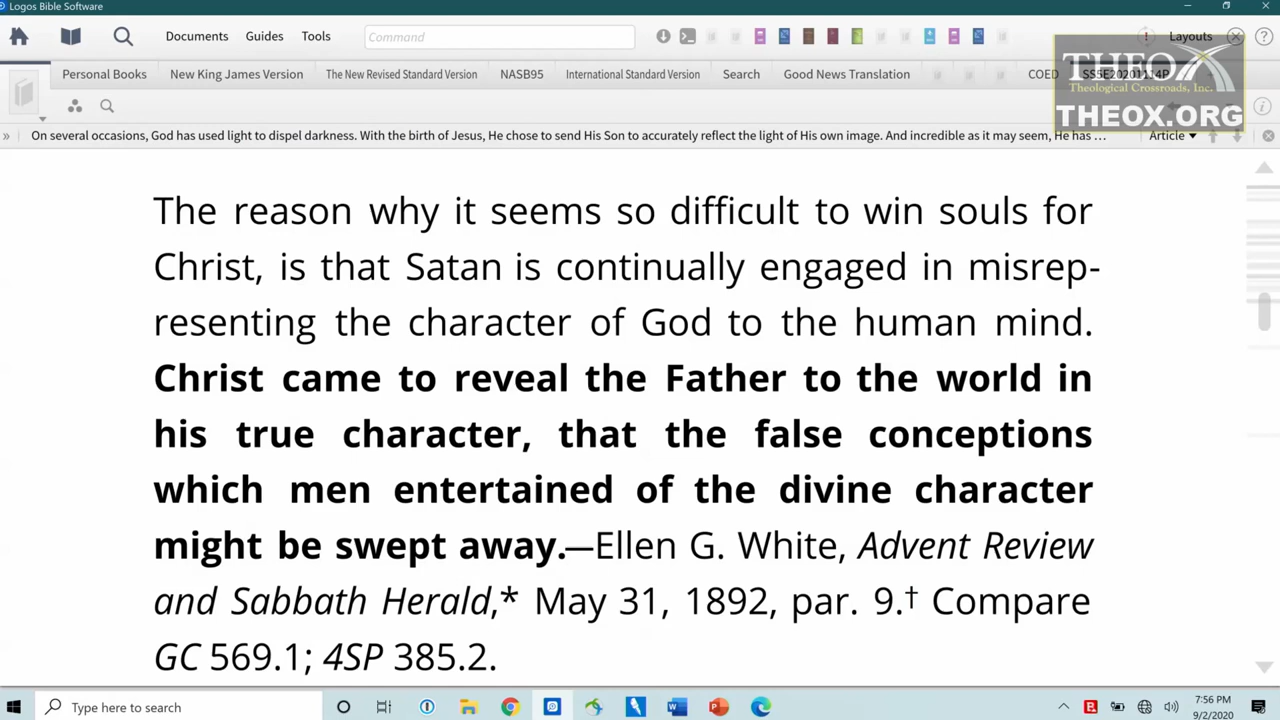 Logos Bible Software
Documents Guides Tools Command Layouts
THEOX
Theological Crossroads, Inc.
THEOX.ORG
Personal Books New King James Version The New Revised Standard Version NASB95 International Standard Version Search Good News Translation COED SSSE20201114P
On several occasions, God has used light to dispel darkness. With the birth of Jesus, He chose to send His Son to accurately reflect the light of His own image. And incredible as it may seem, He has ... Article
The reason why it seems so difficult to win souls for
Christ, is that Satan is continually engaged in misrep-
resenting the character of God to the human mind.
Christ came to reveal the Father to the world in
his true character, that the false conceptions
which men entertained of the divine character
might be swept away.—Ellen G. White, Advent Review
and Sabbath Herald,* May 31, 1892, par. 9.† Compare
GC 569.1; 4SP 385.2.
Type here to search
7:56 PM
9/2/2020